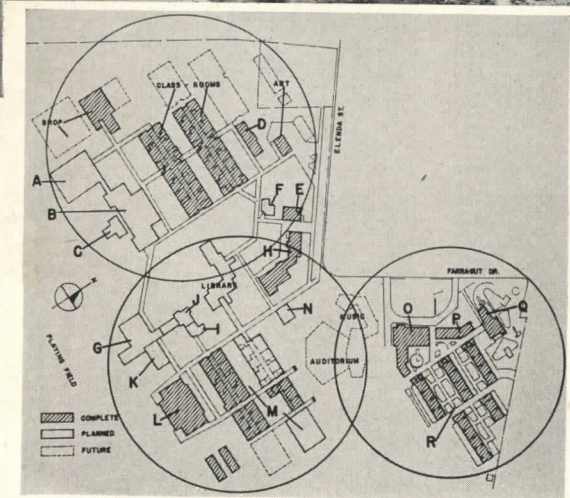 SHOP
CLASS ROOMS
ART
D
ELENDA ST.
A
B
C
F
E
H
LIBRARY
FARRAGUT DR.
J
I
N
MUSIC
O
P
Q
G
K
AUDITORIUM
PLAYING FIELD
N
L
M
R
COMPLETE
PLANNED
FUTURE